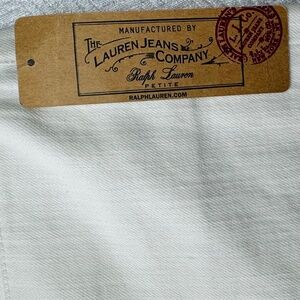 MANUFACTURED BY
THE
LAUREN JEANS
COMPANY
Ralph Lauren
PETITE
RALPHLAUREN.COM